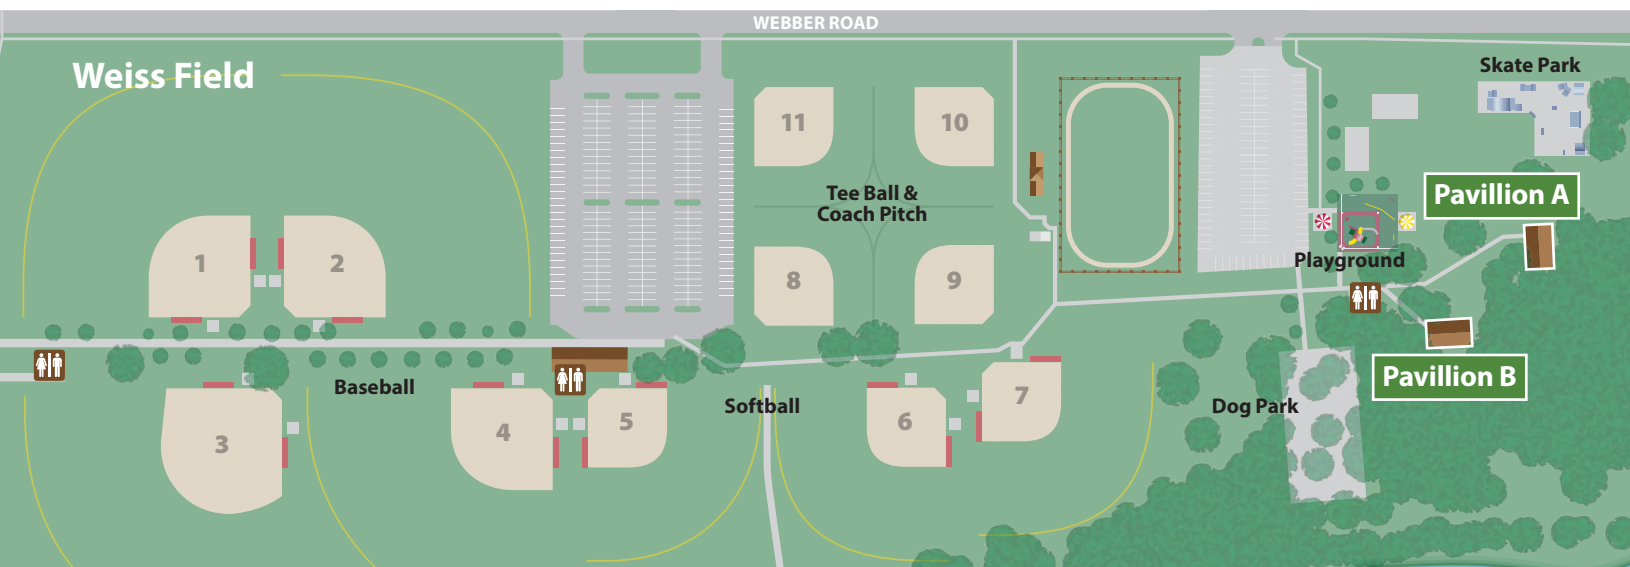 WEBBER ROAD
Weiss Field
Skate Park
11
10
Pavillion A
Tee Ball &
Coach Pitch
1
2
8
9
Playground
Baseball
Softball
Dog Park
Pavillion B
3
4
5
6
7